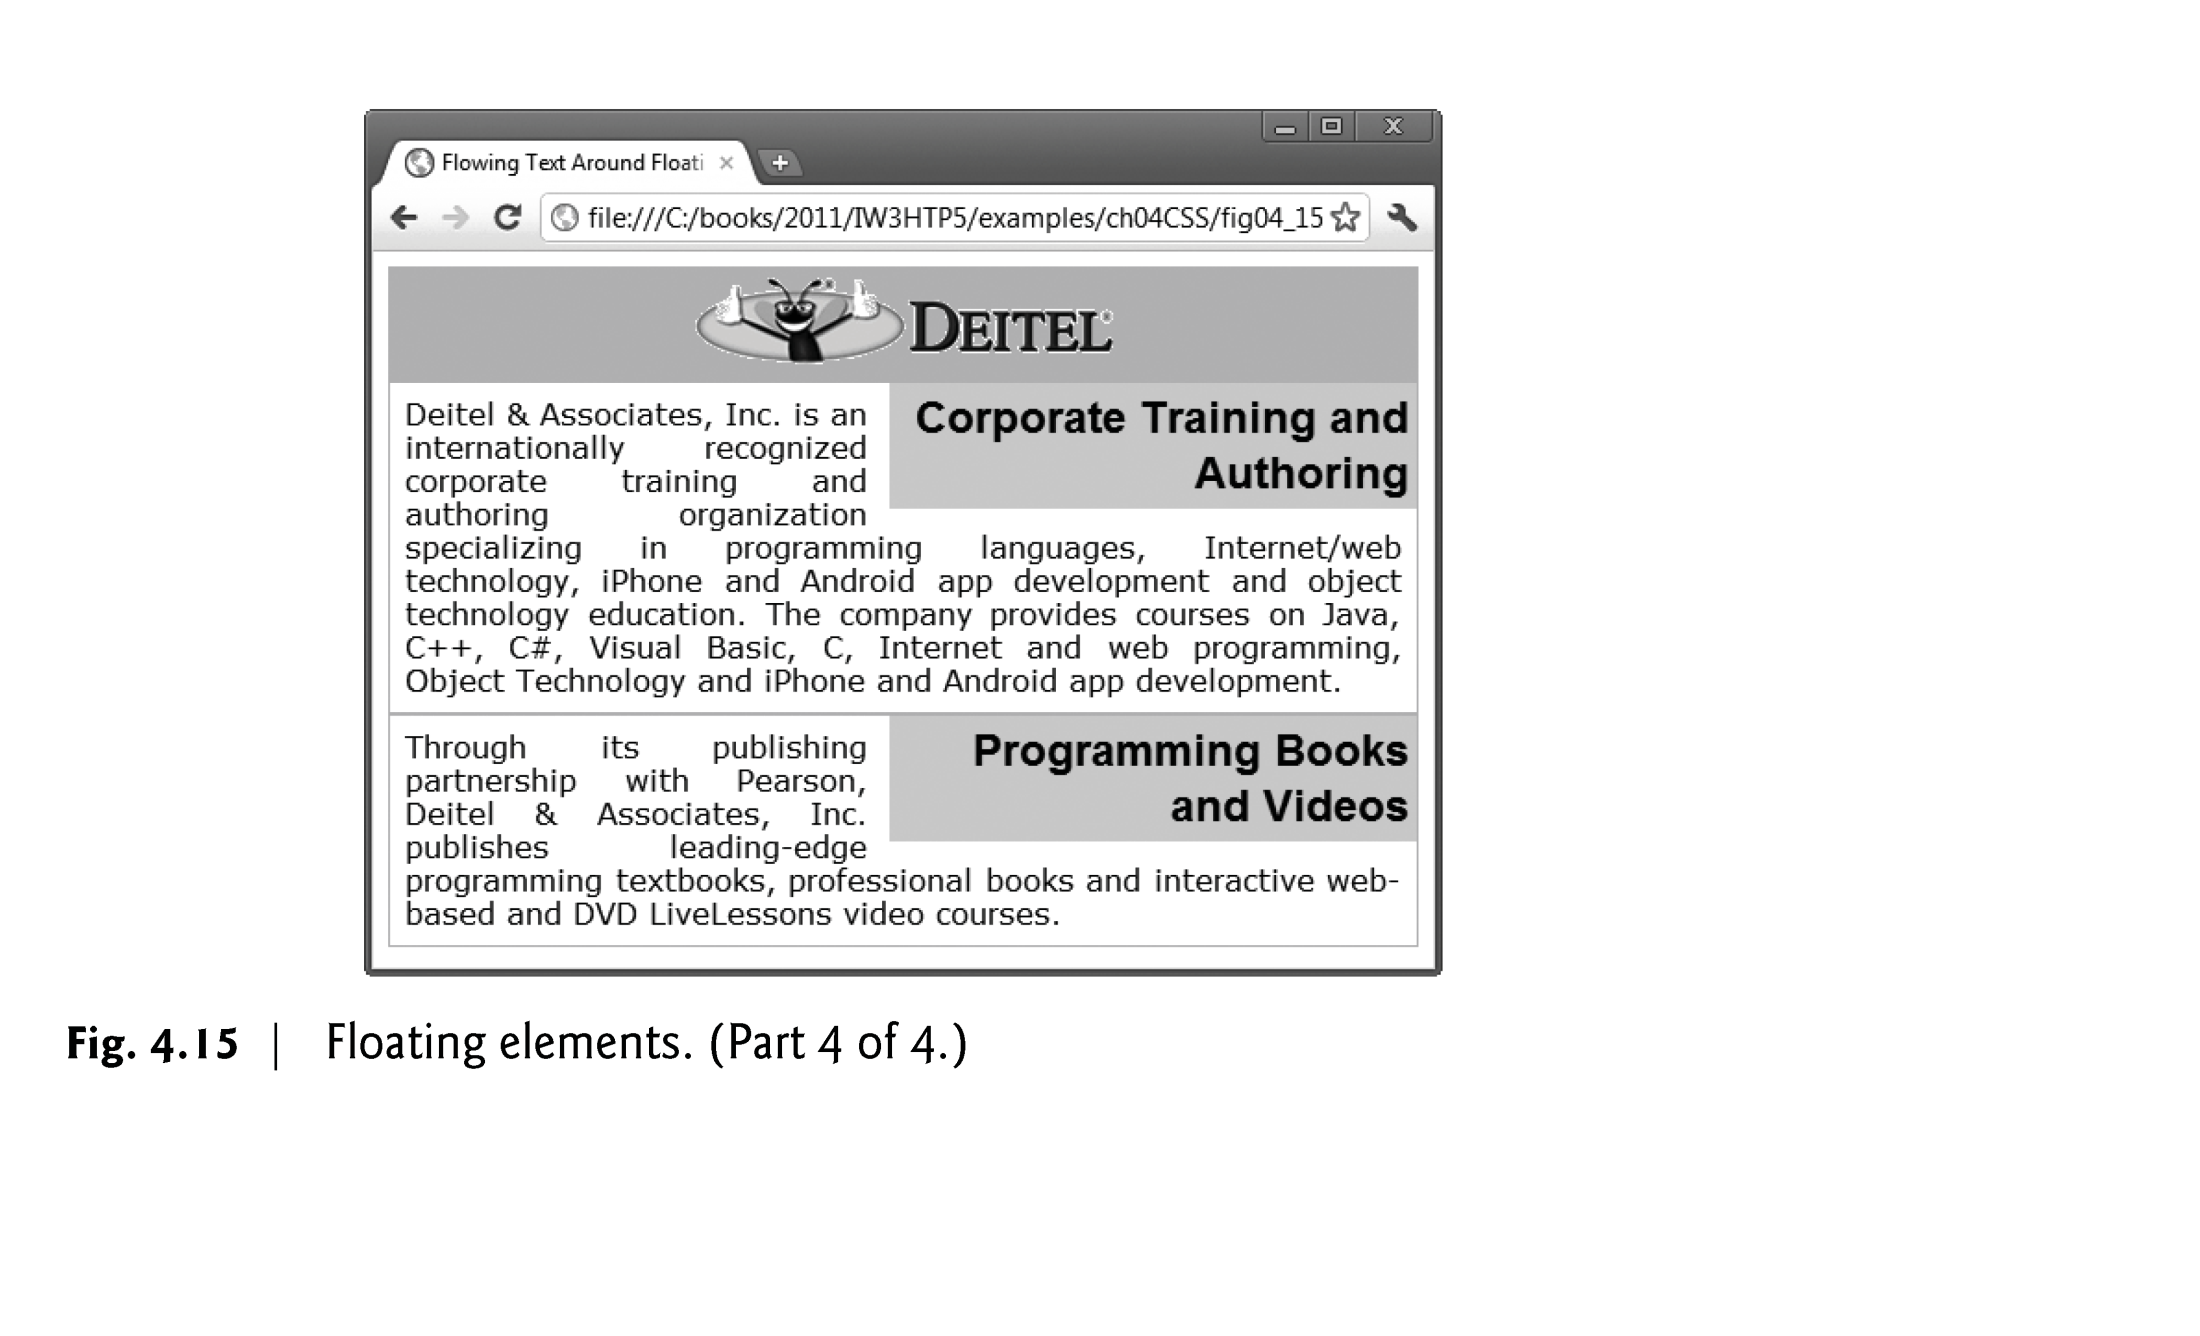 Flowing Text Around Floati
file:///C:/books/2011/IW3HTP5/examples/ch04CSS/fig04_15
DEITEL®
Corporate Training and
Authoring
Deitel & Associates, Inc. is an
internationally recognized
corporate training and
authoring organization
specializing in programming languages, Internet/web
technology, iPhone and Android app development and object
technology education. The company provides courses on Java,
C++, C#, Visual Basic, C, Internet and web programming,
Object Technology and iPhone and Android app development.
Programming Books
and Videos
Through its publishing
partnership with Pearson,
Deitel & Associates, Inc.
publishes leading-edge
programming textbooks, professional books and interactive web-
based and DVD LiveLessons video courses.
Fig. 4.15 | Floating elements. (Part 4 of 4.)